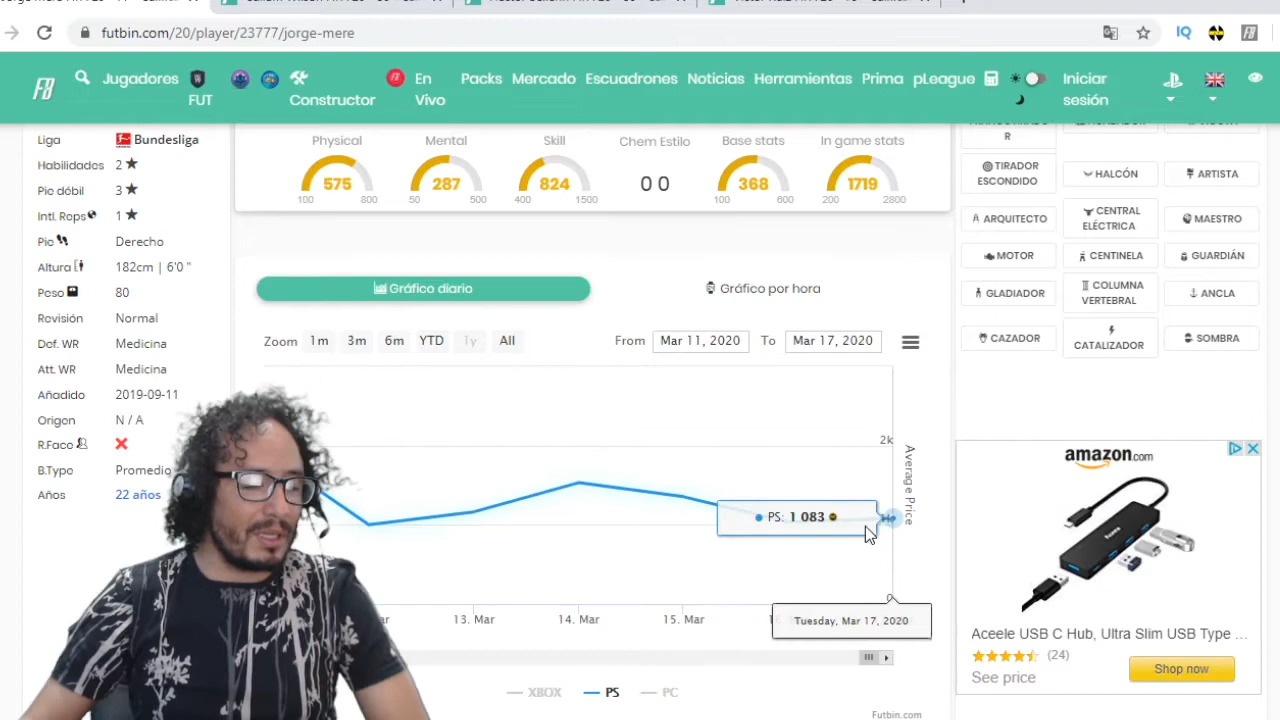 futbin.com/20/player/23777/jorge-mere
Jugadores
FUT
Constructor
En Vivo
Packs
Mercado
Escuadrones
Noticias
Herramientas
Prima
pLeague
Iniciar sesión
Liga Bundesliga
Habilidades 2 ★
Pie débil 3 ★
Intl. Reps 1 ★
Pie Derecho
Altura 182cm | 6'0 "
Peso 80
Revisión Normal
Def. WR Medicina
Att. WR Medicina
Añadido 2019-09-11
Origen N / A
R.Face
B.Type Promedio
Años 22 años
Physical Mental Skill Chem Estilo Base stats In game stats
575 287 824 0 0 368 1719
100 800 50 500 400 1500 100 600 200 2800
Gráfico diario
Gráfico por hora
Zoom 1m 3m 6m YTD 1y All
From Mar 11, 2020 To Mar 17, 2020
2k
Average Price
PS: 1 083
0
13. Mar 14. Mar 15. Mar
Tuesday, Mar 17, 2020
XBOX PS PC
Futbin.com
R
TIRADOR ESCONDIDO
HALCÓN
ARTISTA
ARQUITECTO
CENTRAL ELÉCTRICA
MAESTRO
MOTOR
CENTINELA
GUARDIÁN
GLADIADOR
COLUMNA VERTEBRAL
ANCLA
CAZADOR
CATALIZADOR
SOMBRA
amazon.com
Aceele USB C Hub, Ultra Slim USB Type ...
(24)
See price
Shop now